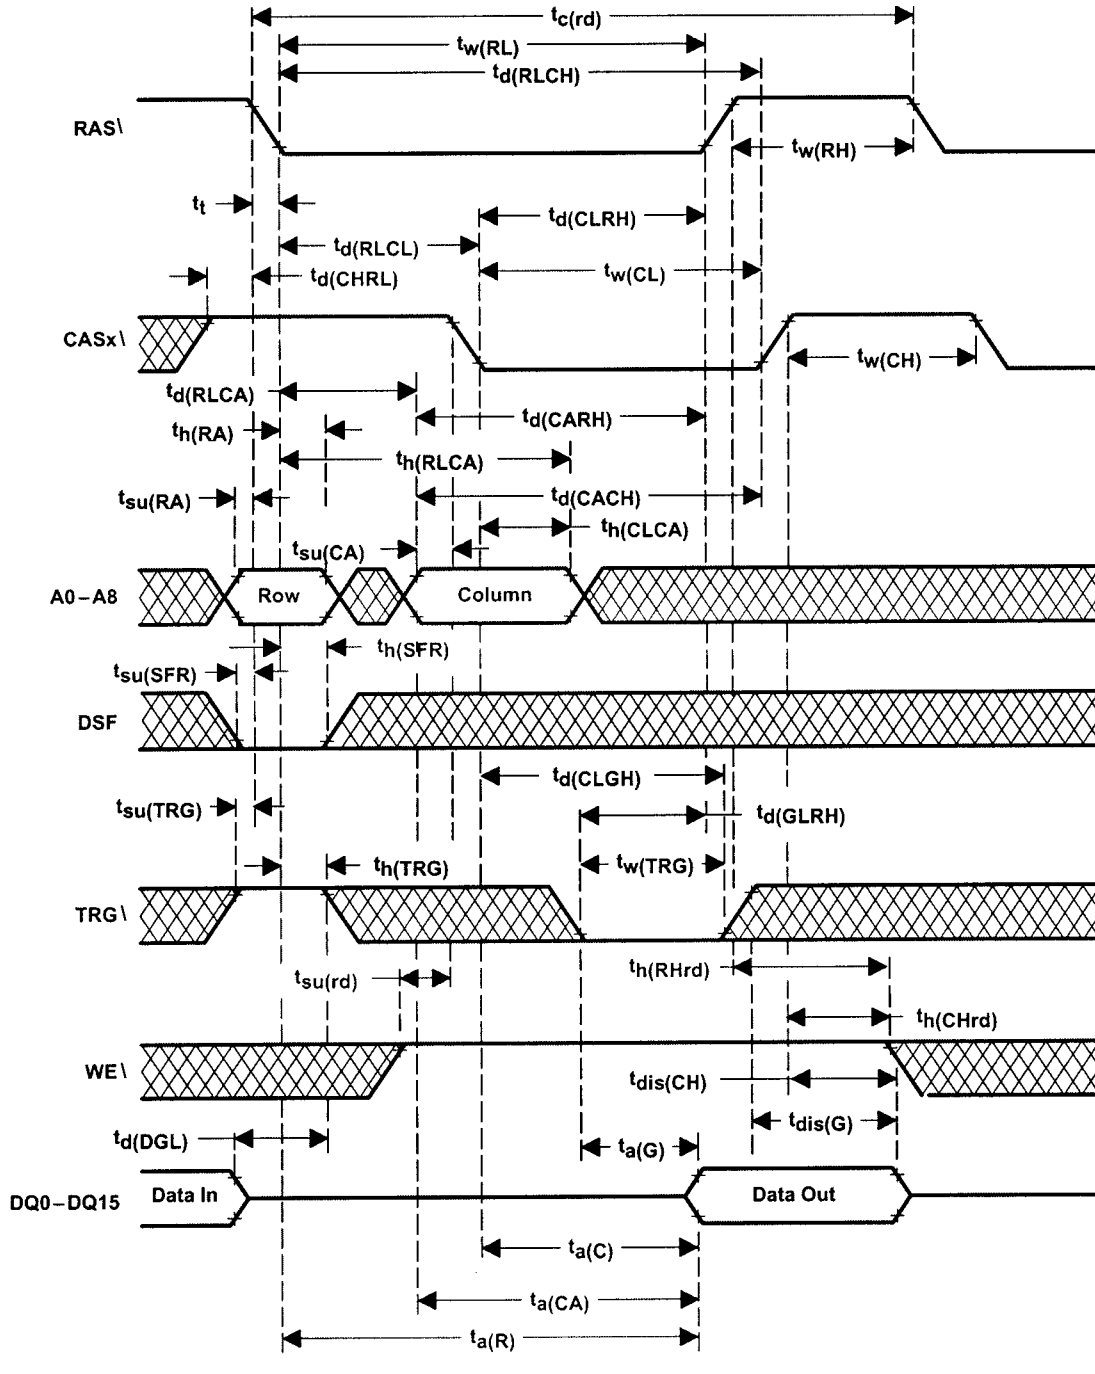 tc(rd)
tw(RL)
td(RLCH)
RAS\
tw(RH)
tt
td(CLRH)
td(RLCL)
tw(CL)
td(CHRL)
CASx\
tw(CH)
td(RLCA)
td(CARH)
th(RA)
th(RLCA)
tsu(RA)
td(CACH)
th(CLCA)
tsu(CA)
A0–A8
Row
Column
th(SFR)
tsu(SFR)
DSF
td(CLGH)
tsu(TRG)
td(GLRH)
th(TRG)
tw(TRG)
TRG\
th(RHrd)
tsu(rd)
th(CHrd)
WE\
tdis(CH)
tdis(G)
td(DGL)
ta(G)
DQ0–DQ15
Data In
Data Out
ta(C)
ta(CA)
ta(R)